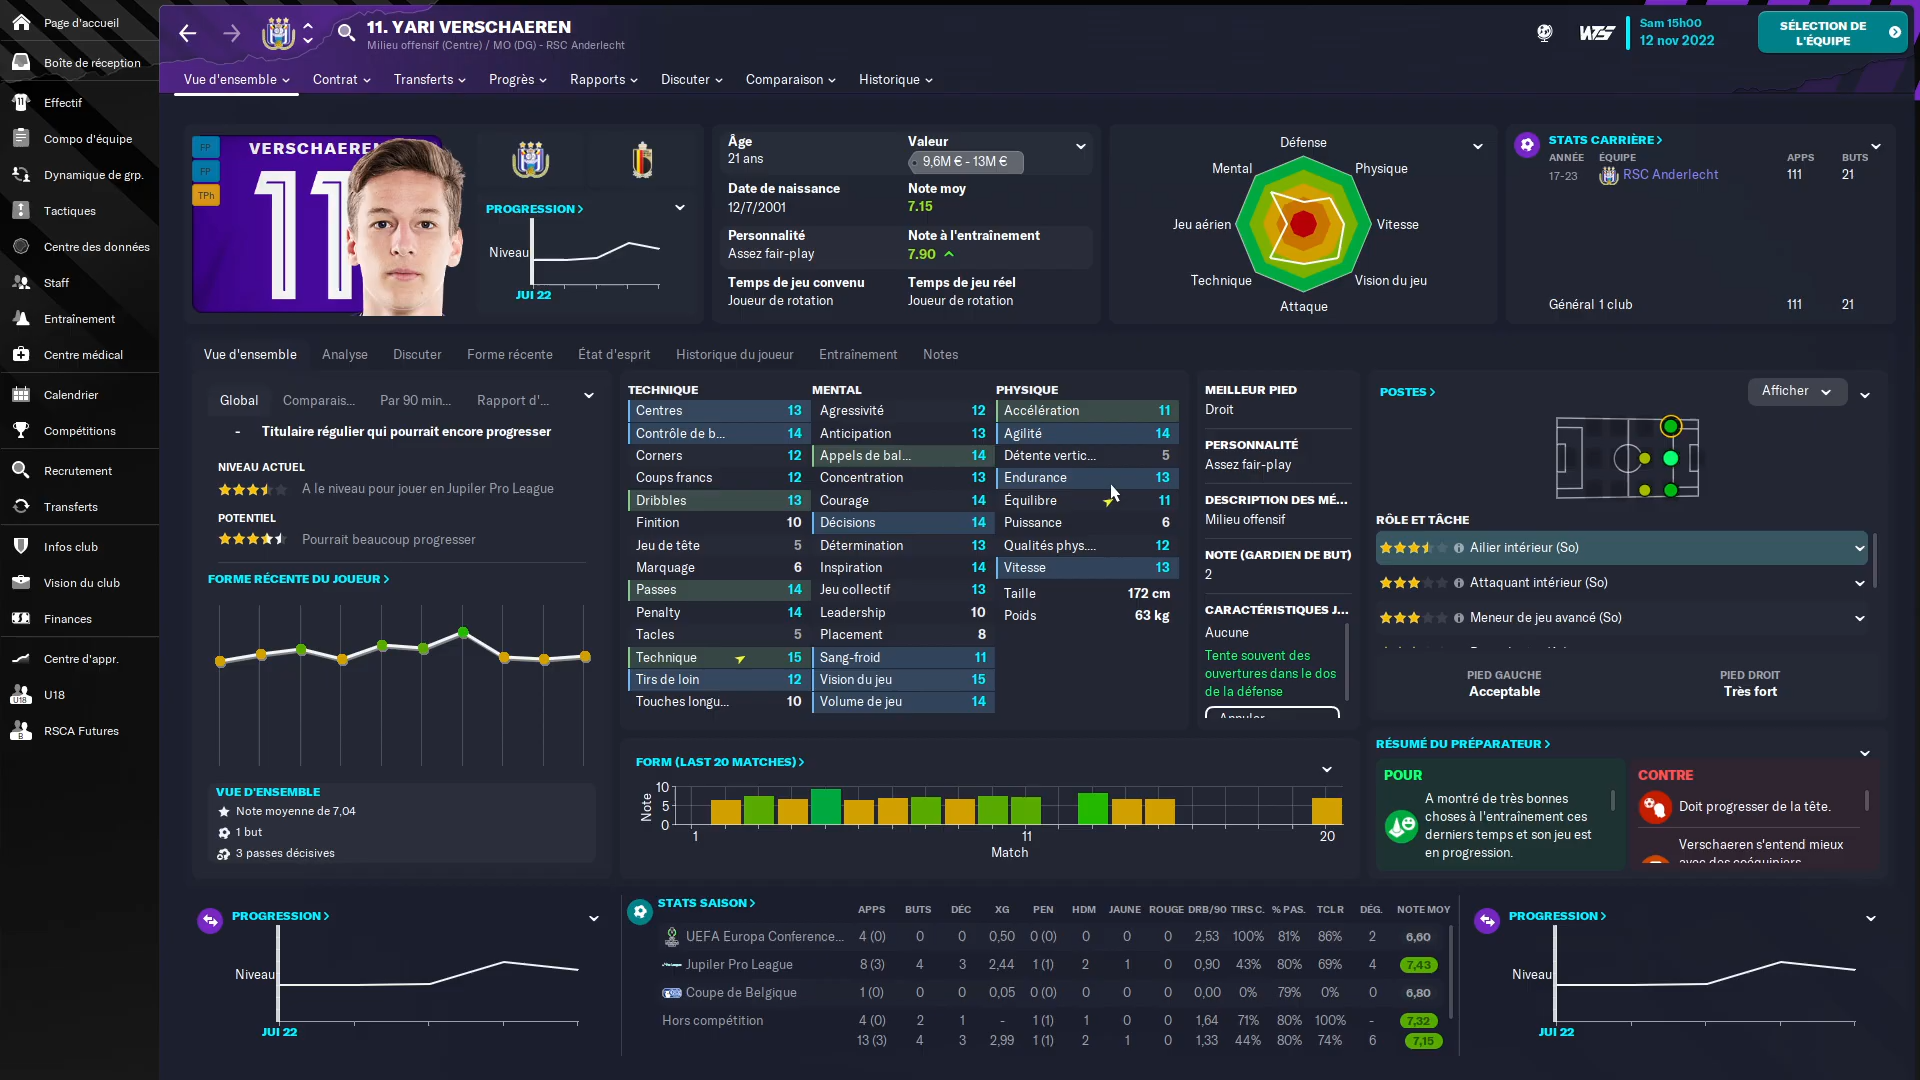 Page d'accueil
Boîte de réception
Effectif
Compo d'équipe
Dynamique de grp.
Tactiques
Centre des données
Staff
Entraînement
Centre médical
Calendrier
Compétitions
Recrutement
Transferts
Infos club
Vision du club
Finances
Centre d'appr.
U18
RSCA Futures
11. YARI VERSCHAEREN
Milieu offensif (Centre) / MO (DG) - RSC Anderlecht
Sam 15h00
12 nov 2022
SÉLECTION DE
L'ÉQUIPE
Vue d'ensemble Contrat Transferts Progrès Rapports Discuter Comparaison Historique
FP
FP
TPh
VERSCHAEREN
11
PROGRESSION >
Niveau
JUI 22
Âge
21 ans
Valeur
9,6M € - 13M €
Date de naissance
12/7/2001
Note moy
7.15
Personnalité
Assez fair-play
Note à l'entraînement
7.90
Temps de jeu convenu
Joueur de rotation
Temps de jeu réel
Joueur de rotation
Défense
Mental Physique
Jeu aérien Vitesse
Technique Vision du jeu
Attaque
STATS CARRIÈRE >
ANNÉE ÉQUIPE APPS BUTS
17-23 RSC Anderlecht 111 21
Général 1 club 111 21
Vue d'ensemble Analyse Discuter Forme récente État d'esprit Historique du joueur Entraînement Notes
Global Comparais... Par 90 min... Rapport d'...
- Titulaire régulier qui pourrait encore progresser
NIVEAU ACTUEL
A le niveau pour jouer en Jupiler Pro League
POTENTIEL
Pourrait beaucoup progresser
FORME RÉCENTE DU JOUEUR >
VUE D'ENSEMBLE
Note moyenne de 7,04
1 but
3 passes décisives
TECHNIQUE
Centres 13
Contrôle de b... 14
Corners 12
Coups francs 12
Dribbles 13
Finition 10
Jeu de tête 5
Marquage 6
Passes 14
Penalty 14
Tacles 5
Technique 15
Tirs de loin 12
Touches longu... 10
MENTAL
Agressivité 12
Anticipation 13
Appels de bal... 14
Concentration 13
Courage 14
Décisions 14
Détermination 13
Inspiration 14
Jeu collectif 13
Leadership 10
Placement 8
Sang-froid 11
Vision du jeu 15
Volume de jeu 14
PHYSIQUE
Accélération 11
Agilité 14
Détente vertic... 5
Endurance 13
Équilibre 11
Puissance 6
Qualités phys.... 12
Vitesse 13
Taille 172 cm
Poids 63 kg
MEILLEUR PIED
Droit
PERSONNALITÉ
Assez fair-play
DESCRIPTION DES MÉ...
Milieu offensif
NOTE (GARDIEN DE BUT)
2
CARACTÉRISTIQUES J...
Aucune
Tente souvent des
ouvertures dans le dos
de la défense
Annuler
POSTES >
Afficher
RÔLE ET TÂCHE
Ailier intérieur (So)
Attaquant intérieur (So)
Meneur de jeu avancé (So)
PIED GAUCHE
Acceptable
PIED DROIT
Très fort
FORM (LAST 20 MATCHES) >
Note
10
5
0
1 11 20
Match
RÉSUMÉ DU PRÉPARATEUR >
POUR
A montré de très bonnes
choses à l'entraînement ces
derniers temps et son jeu est
en progression.
CONTRE
Doit progresser de la tête.
Verschaeren s'entend mieux
avec des coéquipiers
PROGRESSION >
Niveau
JUI 22
STATS SAISON >
APPS BUTS DÉC XG PEN HDM JAUNE ROUGE DRB/90 TIRS C. % PAS. TCL R DÉG. NOTE MOY
UEFA Europa Conference... 4 (0) 0 0 0,50 0 (0) 0 0 0 2,53 100% 81% 86% 2 6,60
Jupiler Pro League 8 (3) 4 3 2,44 1 (1) 2 1 0 0,90 43% 80% 69% 4 7,43
Coupe de Belgique 1 (0) 0 0 0,05 0 (0) 0 0 0 0,00 0% 79% 0% 0 6,80
Hors compétition 4 (0) 2 1 - 1 (1) 1 0 0 1,64 71% 80% 100% - 7,32
13 (3) 4 3 2,99 1 (1) 2 1 0 1,33 44% 80% 74% 6 7,15
PROGRESSION >
Niveau
JUI 22